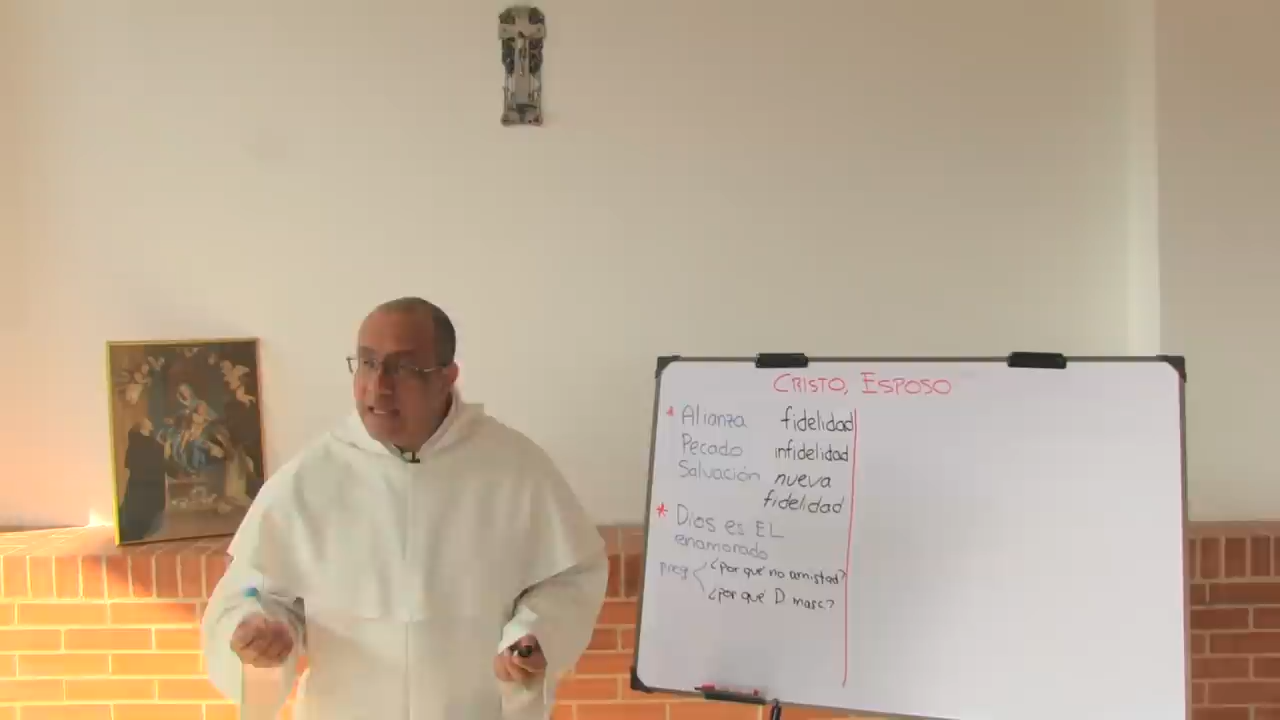 CRISTO, ESPOSO
* Alianza fidelidad
Pecado infidelidad
Salvación nueva
fidelidad
* Dios es EL
enamorado
preg ¿por qué no amistad?
¿por qué D masc?